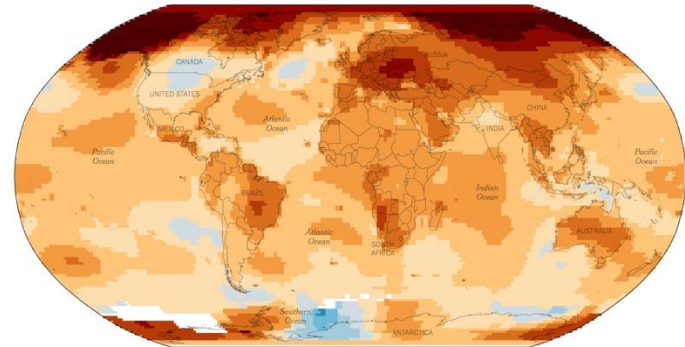 RUSSIA
CANADA
UNITED STATES
CHINA
Atlantic
Ocean
MEXICO
INDIA
Pacific
Ocean
Pacific
Ocean
BRAZIL
Indian
Ocean
Atlantic
Ocean
AUSTRALIA
SOUTH
AFRICA
Southern
Ocean
ANTARCTICA